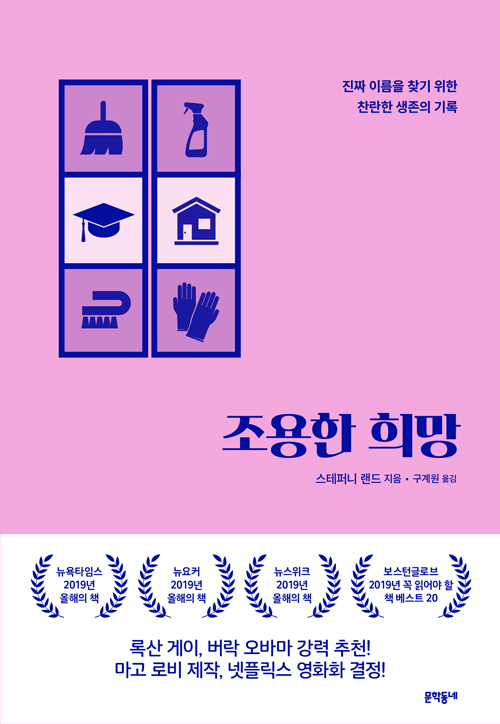 진짜 이름을 찾기 위한
찬란한 생존의 기록
조용한 희망
스테퍼니 랜드 지음 • 구계원 옮김
뉴욕타임스
2019년
올해의 책
뉴요커
2019년
올해의 책
뉴스위크
2019년
올해의 책
보스턴글로브
2019년 꼭 읽어야 할
책 베스트 20
록산 게이, 버락 오바마 강력 추천!
마고 로비 제작, 넷플릭스 영화화 결정!
문학동네